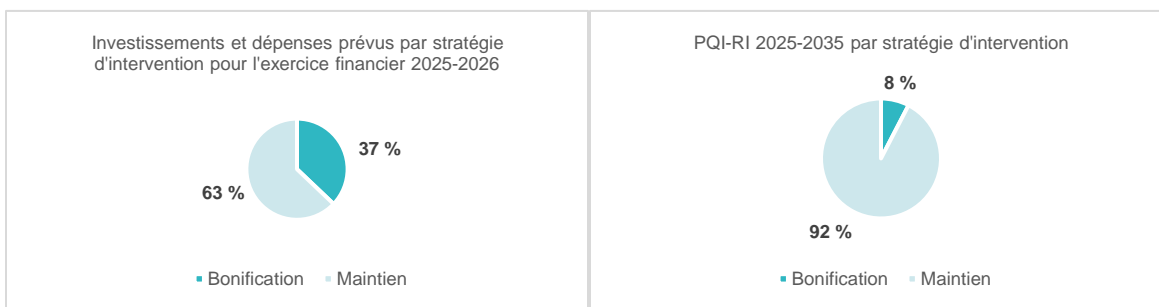 Investissements et dépenses prévus par stratégie
d'intervention pour l'exercice financier 2025-2026
37 %
63 %
Bonification Maintien
PQI-RI 2025-2035 par stratégie d'intervention
8 %
92 %
Bonification Maintien